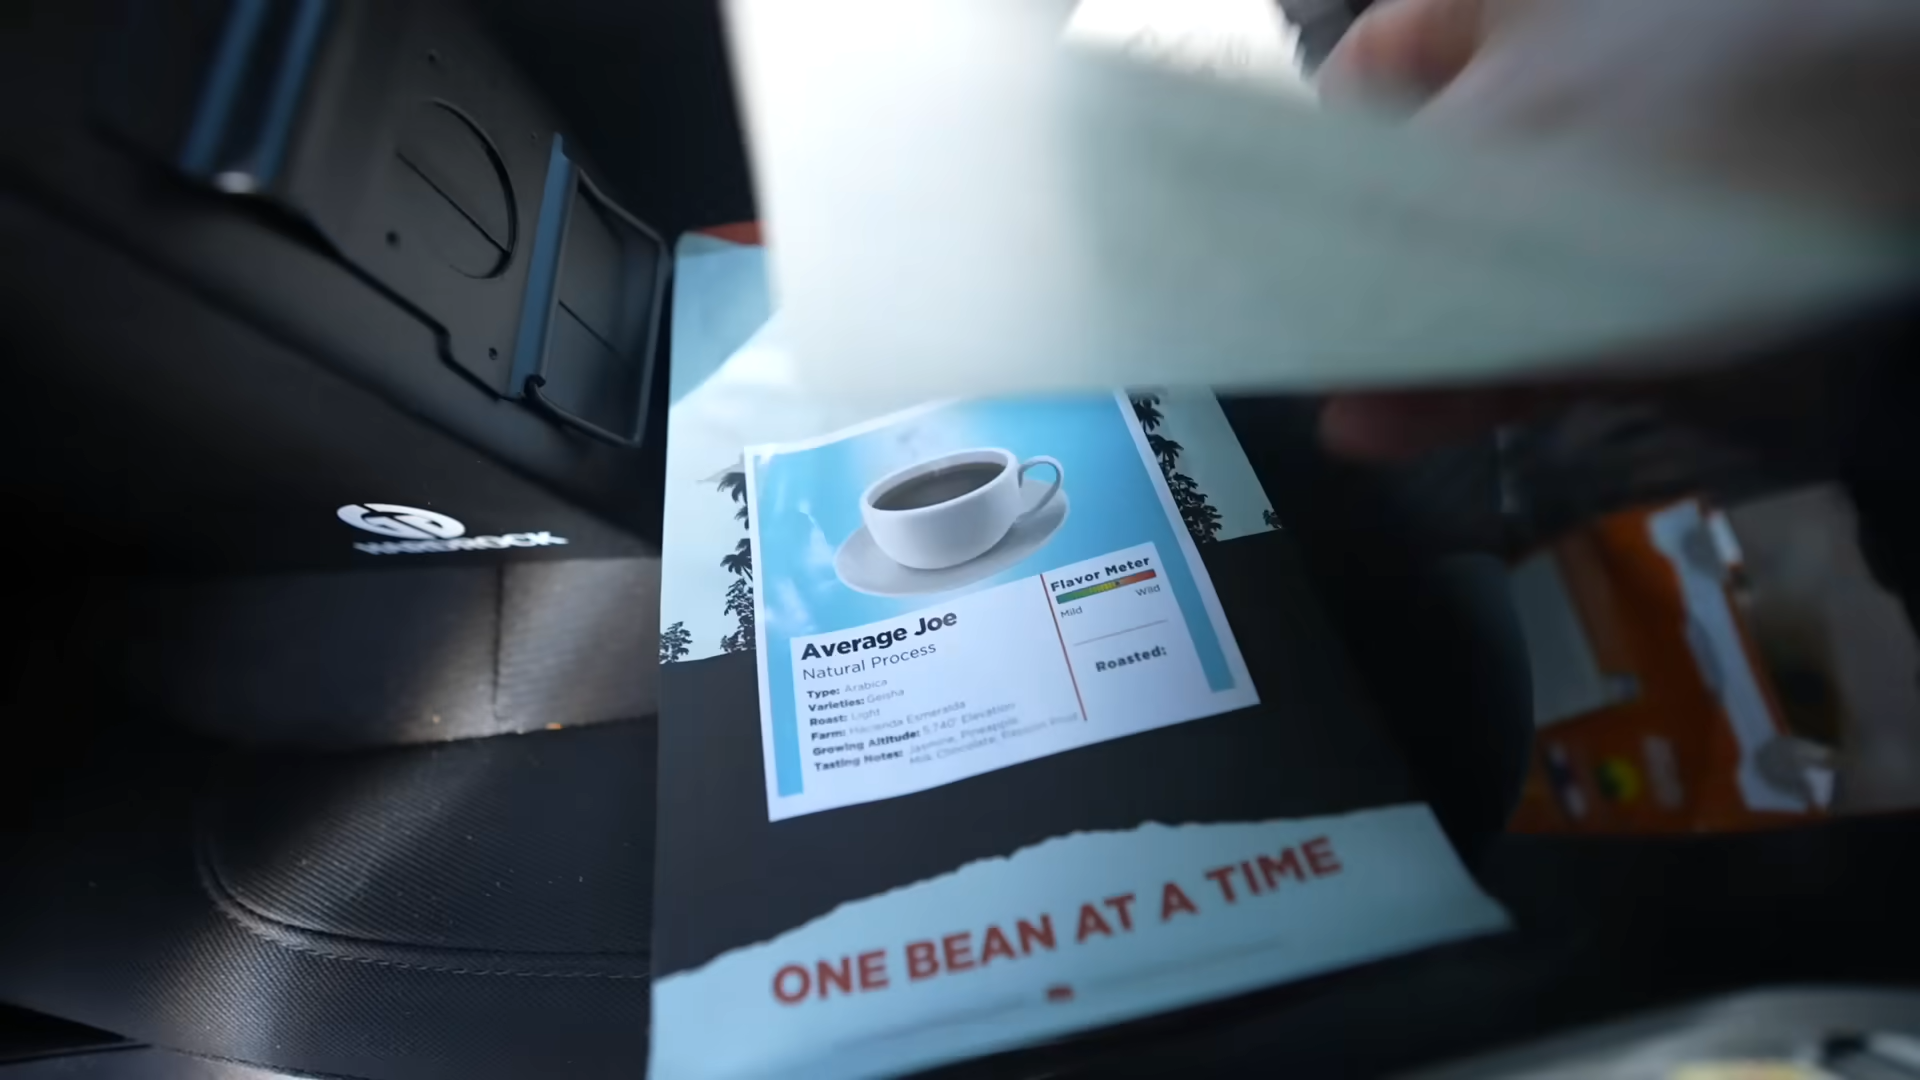 HARDROCK
Average Joe
Natural Process
Type: Arabica
Varieties: Geisha
Roast: Light
Farm: Hacienda Esmeralda
Growing Altitude: 5,740' Elevation
Tasting Notes: Jasmine, Pineapple,
Milk Chocolate, Passion Fruit
Flavor Meter
Mild
Wild
Roasted:
ONE BEAN AT A TIME